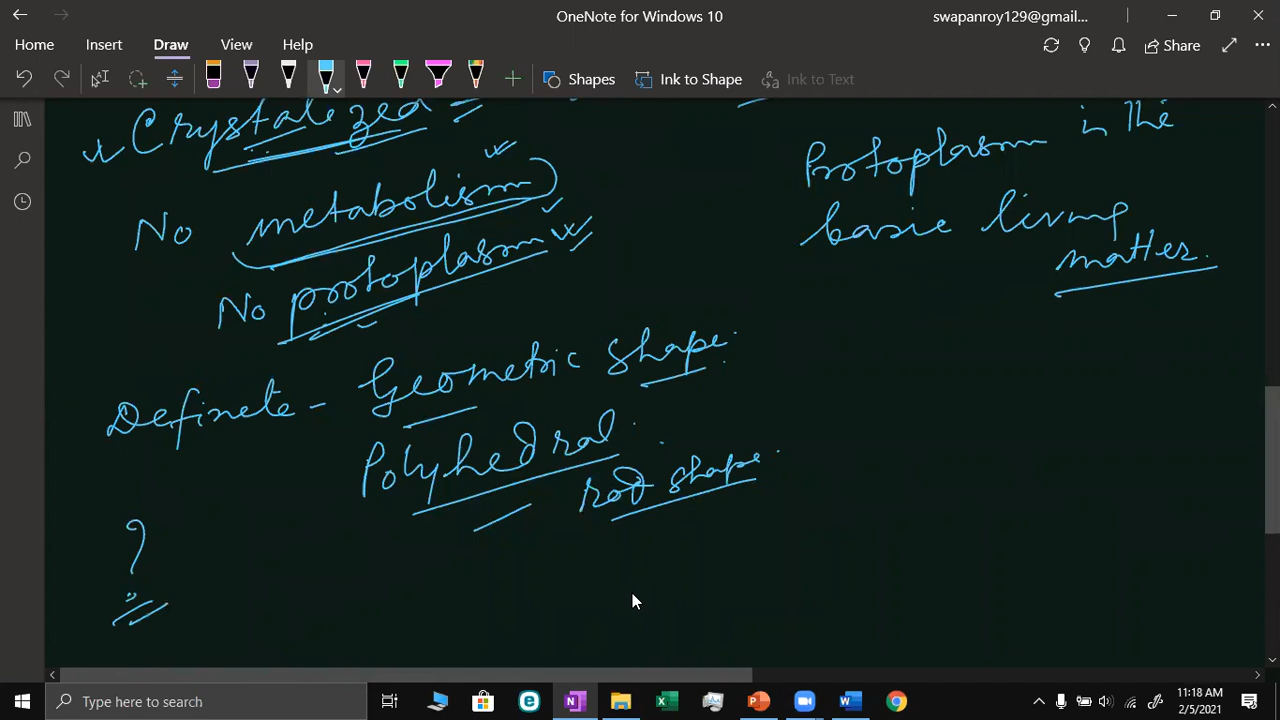 OneNote for Windows 10
swapanroy129@gmail...
Home Insert Draw View Help
Share
Shapes Ink to Shape Ink to Text
Crystalized
No metabolism
No protoplasm
Definete - Geometric shape.
Polyhedral
rod shape.
?
Protoplasm in the
basic living
matter.
Type here to search
11:18 AM
2/5/2021